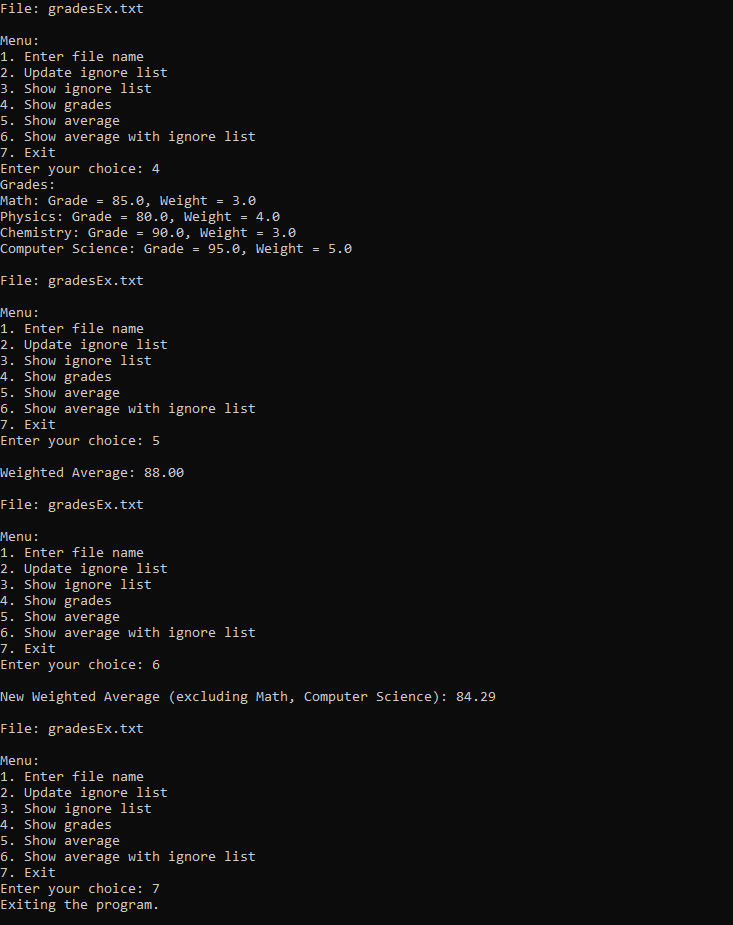 File: gradesEx.txt
Menu:
1. Enter file name
2. Update ignore list
3. Show ignore list
4. Show grades
5. Show average
6. Show average with ignore list
7. Exit
Enter your choice: 4
Grades:
Math: Grade = 85.0, Weight = 3.0
Physics: Grade = 80.0, Weight = 4.0
Chemistry: Grade = 90.0, Weight = 3.0
Computer Science: Grade = 95.0, Weight = 5.0
File: gradesEx.txt
Menu:
1. Enter file name
2. Update ignore list
3. Show ignore list
4. Show grades
5. Show average
6. Show average with ignore list
7. Exit
Enter your choice: 5
Weighted Average: 88.00
File: gradesEx.txt
Menu:
1. Enter file name
2. Update ignore list
3. Show ignore list
4. Show grades
5. Show average
6. Show average with ignore list
7. Exit
Enter your choice: 6
New Weighted Average (excluding Math, Computer Science): 84.29
File: gradesEx.txt
Menu:
1. Enter file name
2. Update ignore list
3. Show ignore list
4. Show grades
5. Show average
6. Show average with ignore list
7. Exit
Enter your choice: 7
Exiting the program.